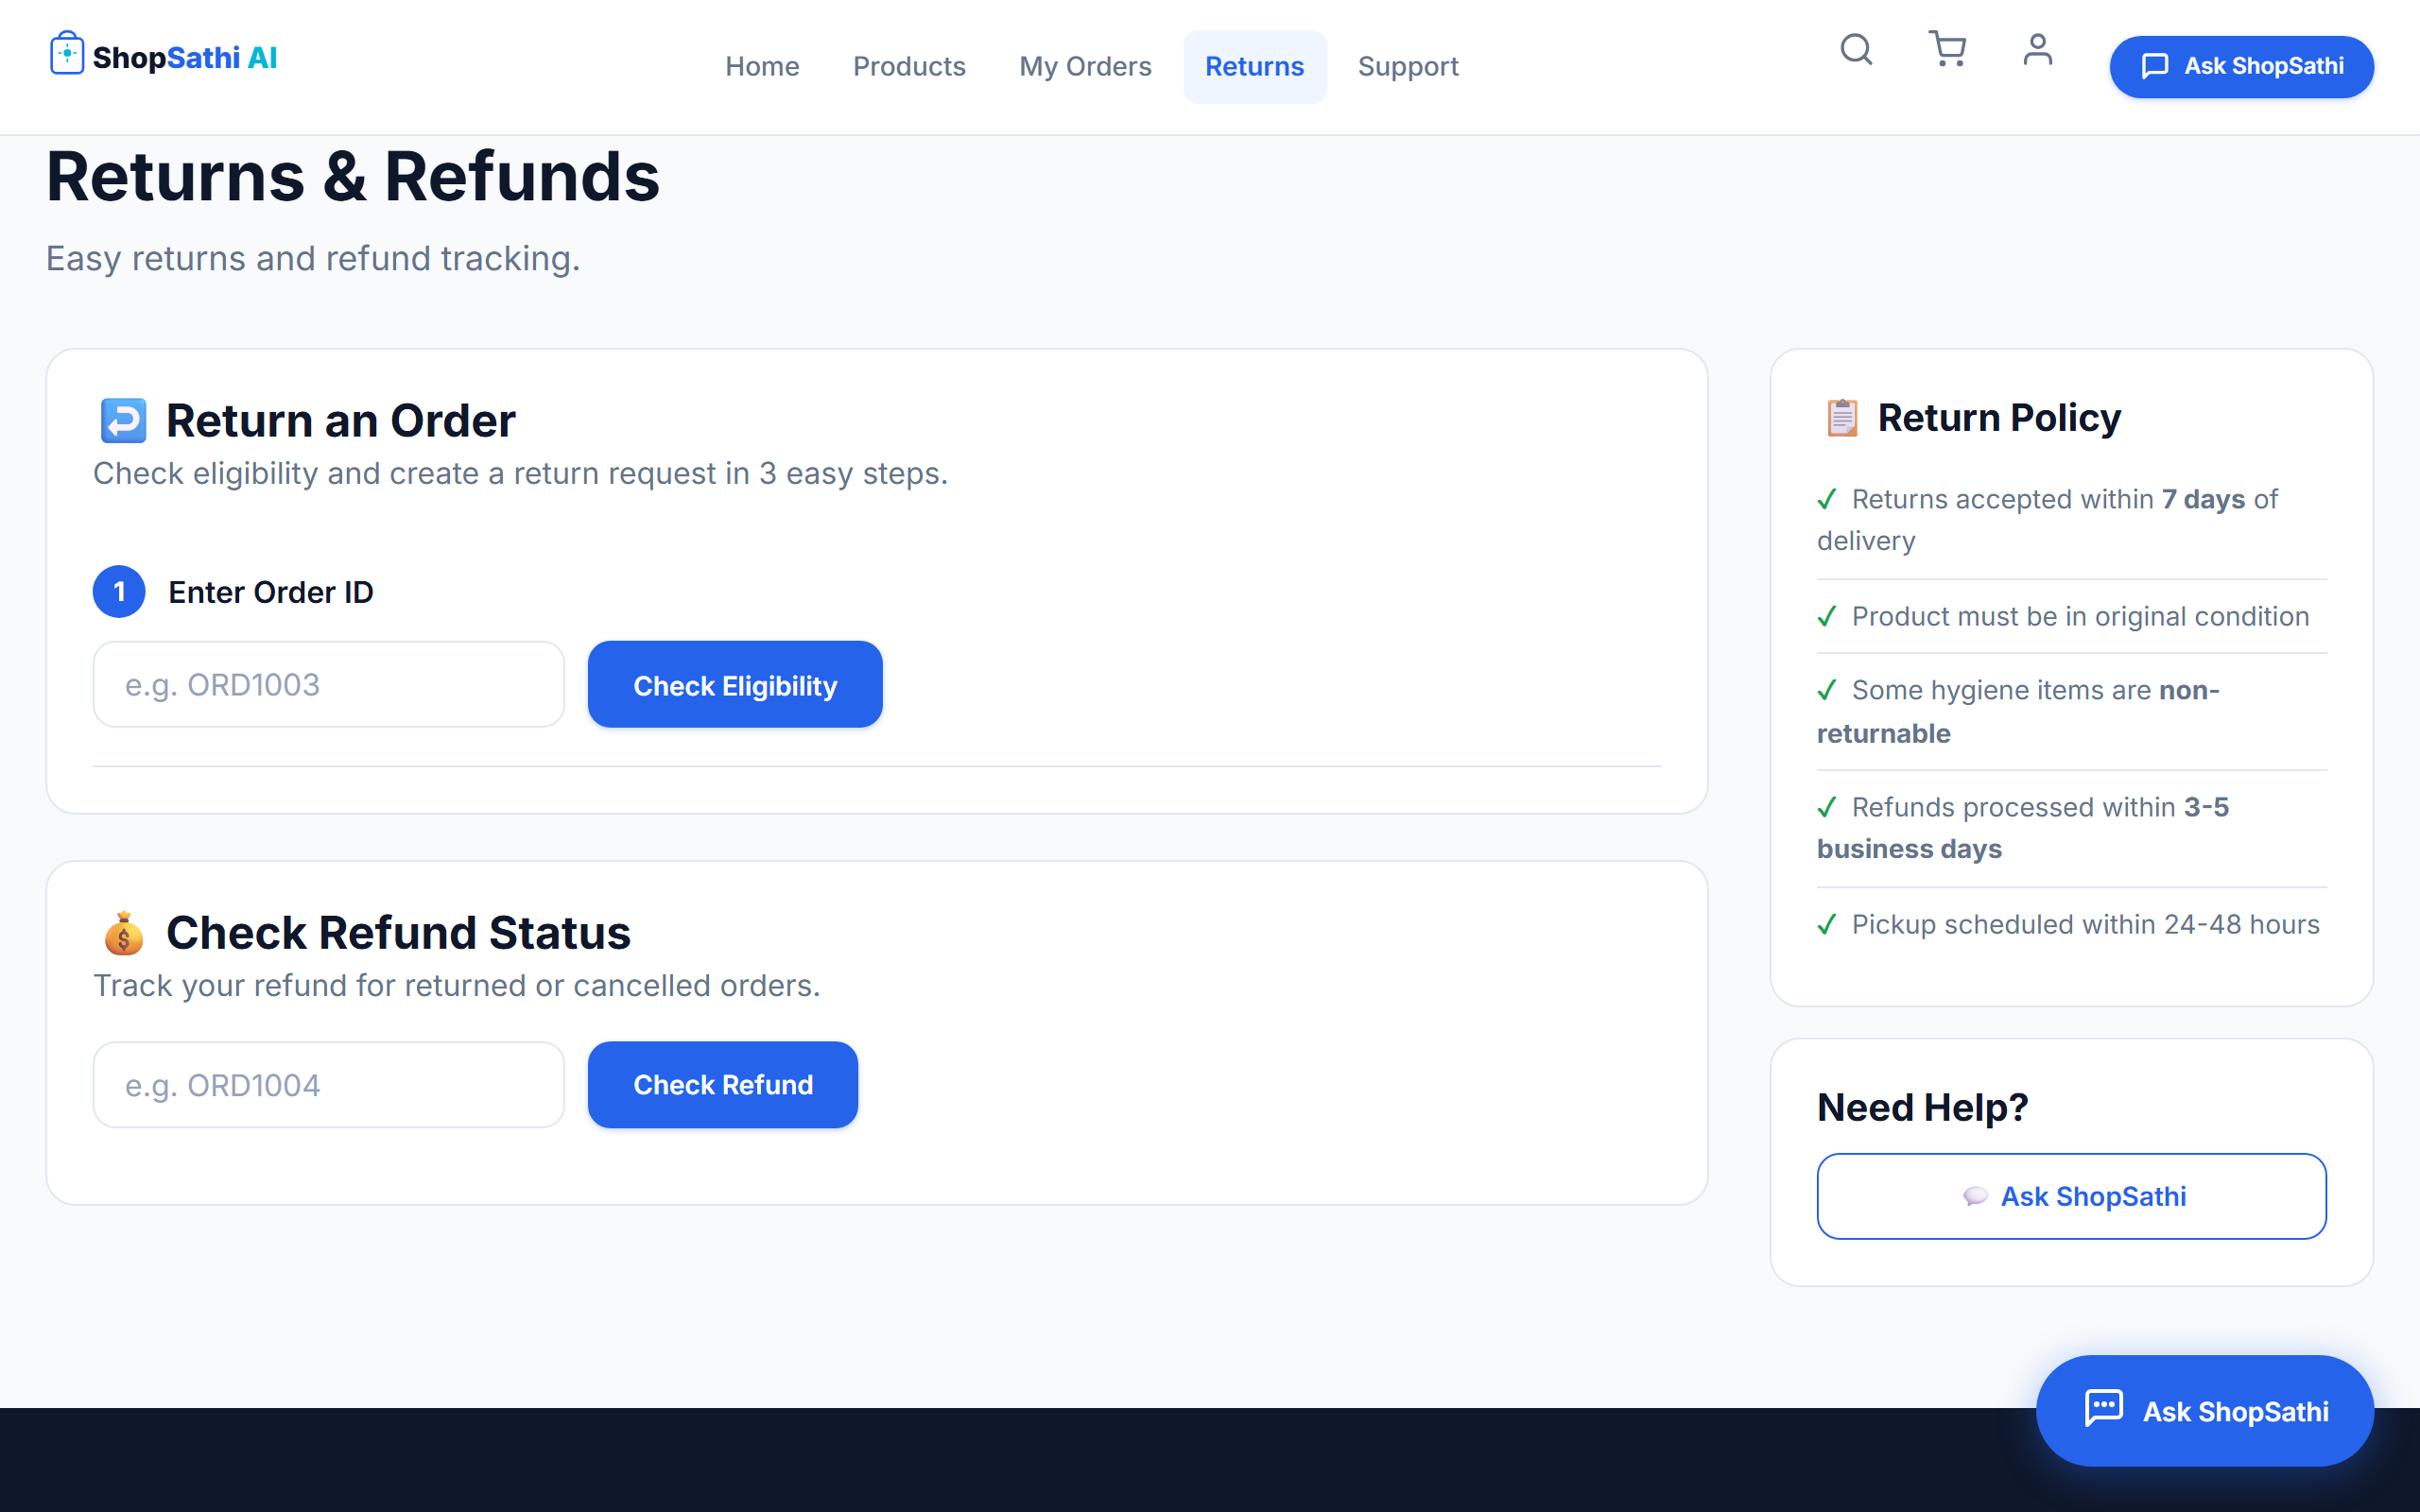 ShopSathi AI
Home
Products
My Orders
Returns
Support
Ask ShopSathi
Returns & Refunds
Easy returns and refund tracking.
Return an Order
Check eligibility and create a return request in 3 easy steps.
1 Enter Order ID
e.g. ORD1003
Check Eligibility
Check Refund Status
Track your refund for returned or cancelled orders.
e.g. ORD1004
Check Refund
Return Policy
✓ Returns accepted within 7 days of
delivery
✓ Product must be in original condition
✓ Some hygiene items are non-
returnable
✓ Refunds processed within 3-5
business days
✓ Pickup scheduled within 24-48 hours
Need Help?
Ask ShopSathi
Ask ShopSathi